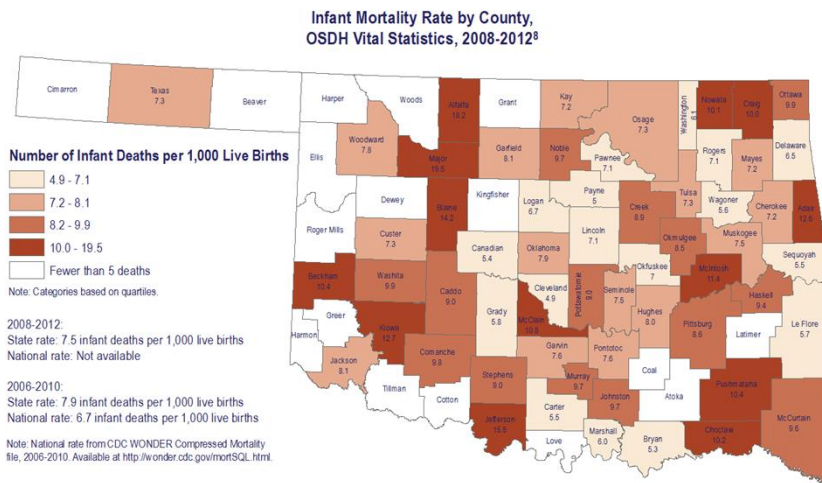 Infant Mortality Rate by County,
OSDH Vital Statistics, 2008-2012⁸
Cimarron
Texas
7.3
Beaver
Harper
Woods
Alfalfa
18.2
Grant
Kay
7.2
Osage
7.3
Washington
6.1
Nowata
10.1
Craig
10.0
Ottawa
9.9
Ellis
Woodward
7.8
Major
19.5
Garfield
8.1
Noble
9.7
Pawnee
7.1
Rogers
7.1
Mayes
7.2
Delaware
6.5
Number of Infant Deaths per 1,000 Live Births
4.9 - 7.1
7.2 - 8.1
8.2 - 9.9
10.0 - 19.5
Fewer than 5 deaths
Note: Categories based on quartiles.
Dewey
Blaine
14.2
Kingfisher
Logan
6.7
Payne
5
Creek
8.9
Tulsa
7.3
Wagoner
5.6
Cherokee
7.2
Adair
12.6
Roger Mills
Custer
7.3
Canadian
5.4
Oklahoma
7.9
Lincoln
7.1
Okmulgee
8.5
Muskogee
7.5
Sequoyah
5.5
Beckham
10.4
Washita
9.9
Caddo
9.0
Grady
5.8
Cleveland
4.9
Pottawatomie
9.0
Seminole
7.5
Okfuskee
7
McIntosh
11.4
Haskell
9.4
Greer
Kiowa
12.7
McClain
10.8
Hughes
8.0
Pittsburg
8.6
Latimer
Le Flore
5.7
Harmon
Jackson
8.1
Comanche
9.8
Stephens
9.0
Garvin
7.6
Pontotoc
7.6
Coal
Tillman
Cotton
Murray
9.7
Johnston
9.7
Atoka
Pushmataha
10.4
McCurtain
9.6
Jefferson
Carter
5.5
Love
Marshall
6.0
Bryan
5.3
Choctaw
10.2
2008-2012:
State rate: 7.5 infant deaths per 1,000 live births
National rate: Not available
2006-2010:
State rate: 7.9 infant deaths per 1,000 live births
National rate: 6.7 infant deaths per 1,000 live births
Note: National rate from CDC WONDER Compressed Mortality
file, 2006-2010. Available at http://wonder.cdc.gov/mortSQL.html.